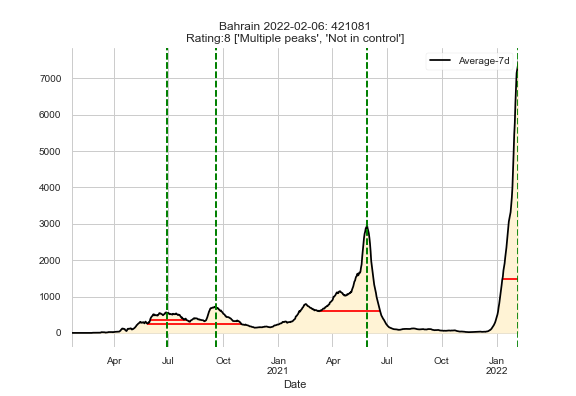 Bahrain 2022-02-06: 421081
Rating:8 ['Multiple peaks', 'Not in control']
Average-7d
7000
6000
5000
4000
3000
2000
1000
0
Apr Jul Oct Jan Apr Jul Oct Jan
2021 2022
Date